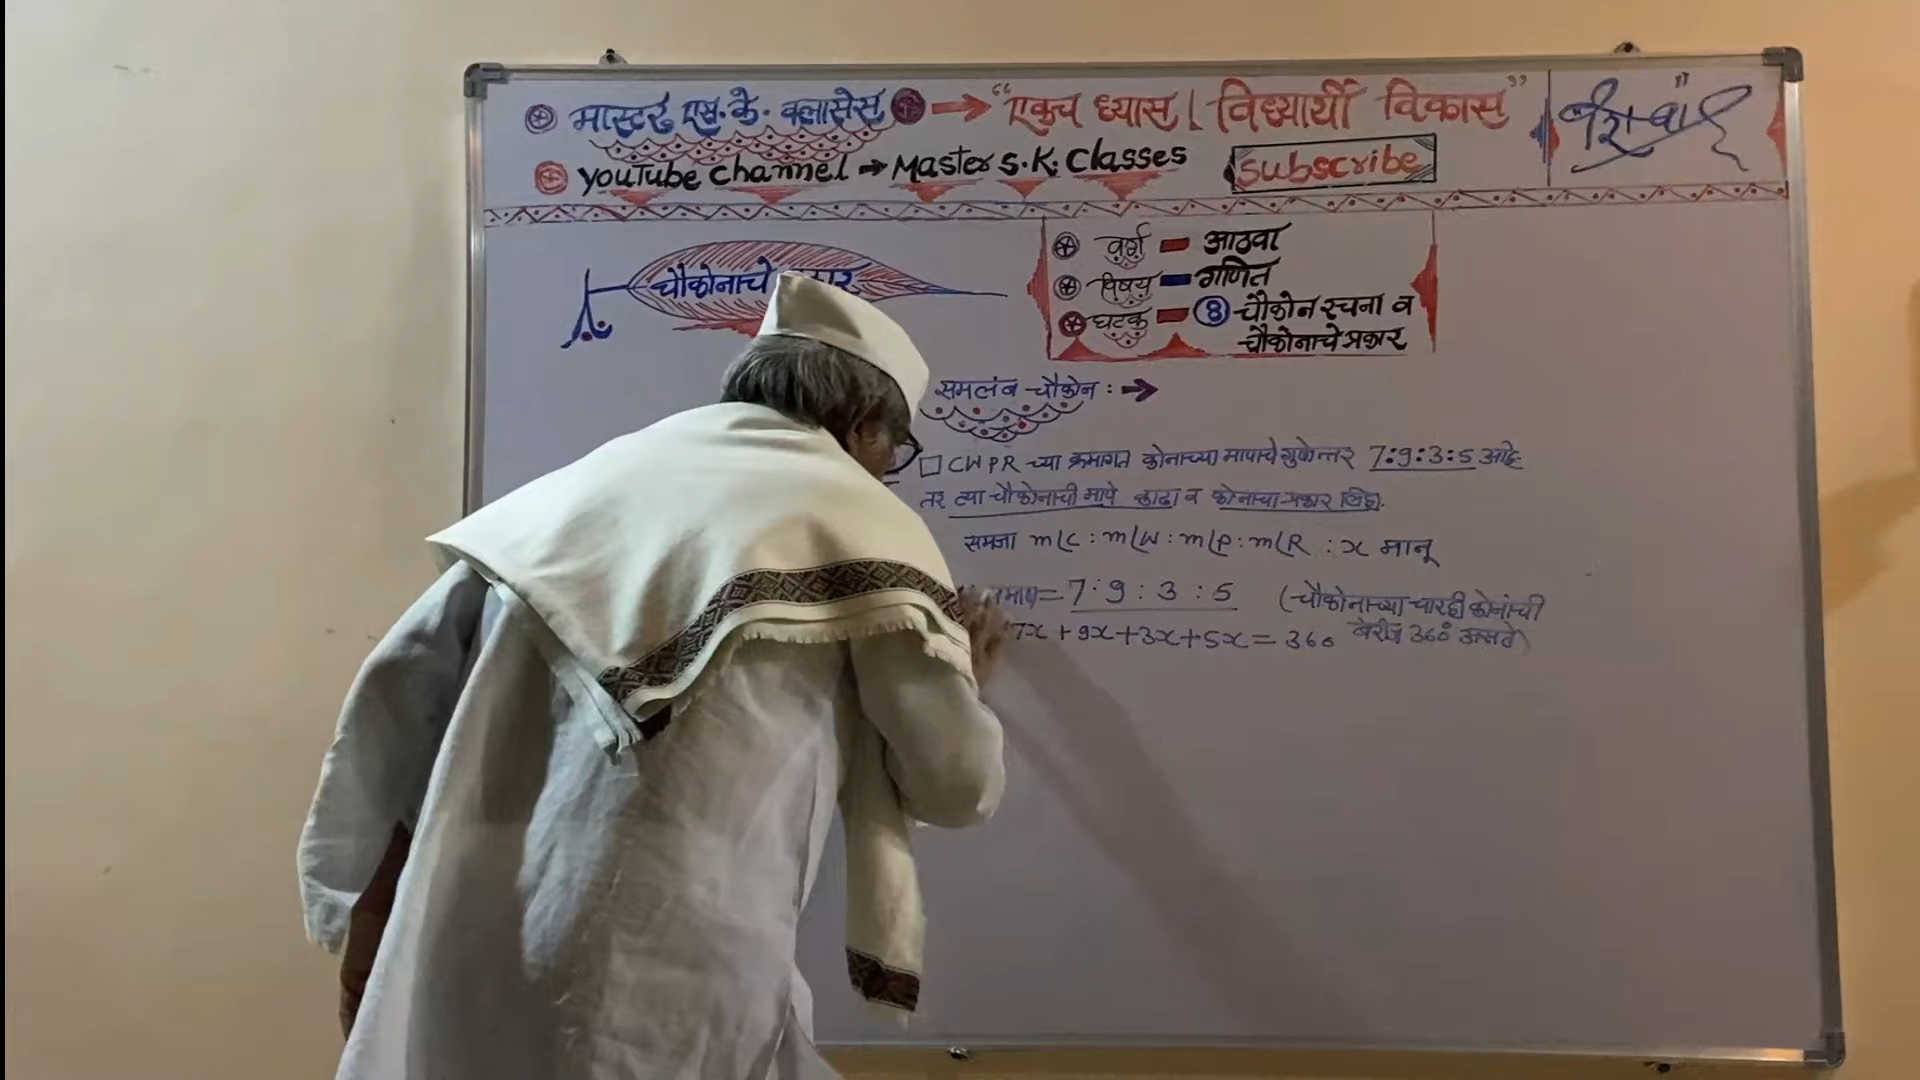 मास्टर एस.के. क्लासेस → "एकच ध्यास । विध्यार्थी विकास"
YouTube channel → Master S.K. Classes subscribe
चौकोनाचे
वर्ग - आठवा
विषय - गणित
घटक - 8 चौकोन रचना व
चौकोनाचे प्रकार
समलंब चौकोन : →
□ CWPR च्या क्रमागत कोनाच्या मापाचे गुणोत्तर 7:9:3:5 आहे
तर त्या चौकोनाची मापे काढा व कोनाचा प्रकार लिहा.
समजा m∠C : m∠W : m∠P : m∠R : x मानू
= 7 : 9 : 3 : 5 (चौकोनाच्या चारही कोनांची
7x + 9x + 3x + 5x = 360 बेरीज 360° असते)